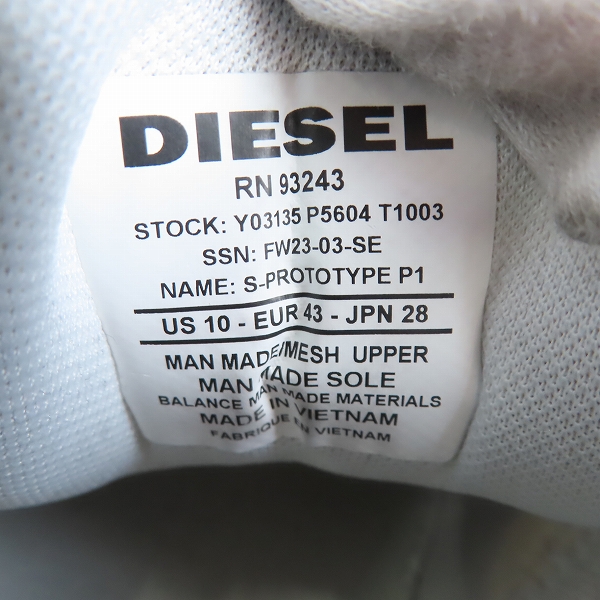 DIESEL
RN 93243
STOCK: Y03135 P5604 T1003
SSN: FW23-03-SE
NAME: S-PROTOTYPE P1
US 10 - EUR 43 - JPN 28
MAN MADE/MESH UPPER
MAN MADE SOLE
BALANCE MAN MADE MATERIALS
MADE IN VIETNAM
FABRIQUE EN VIETNAM